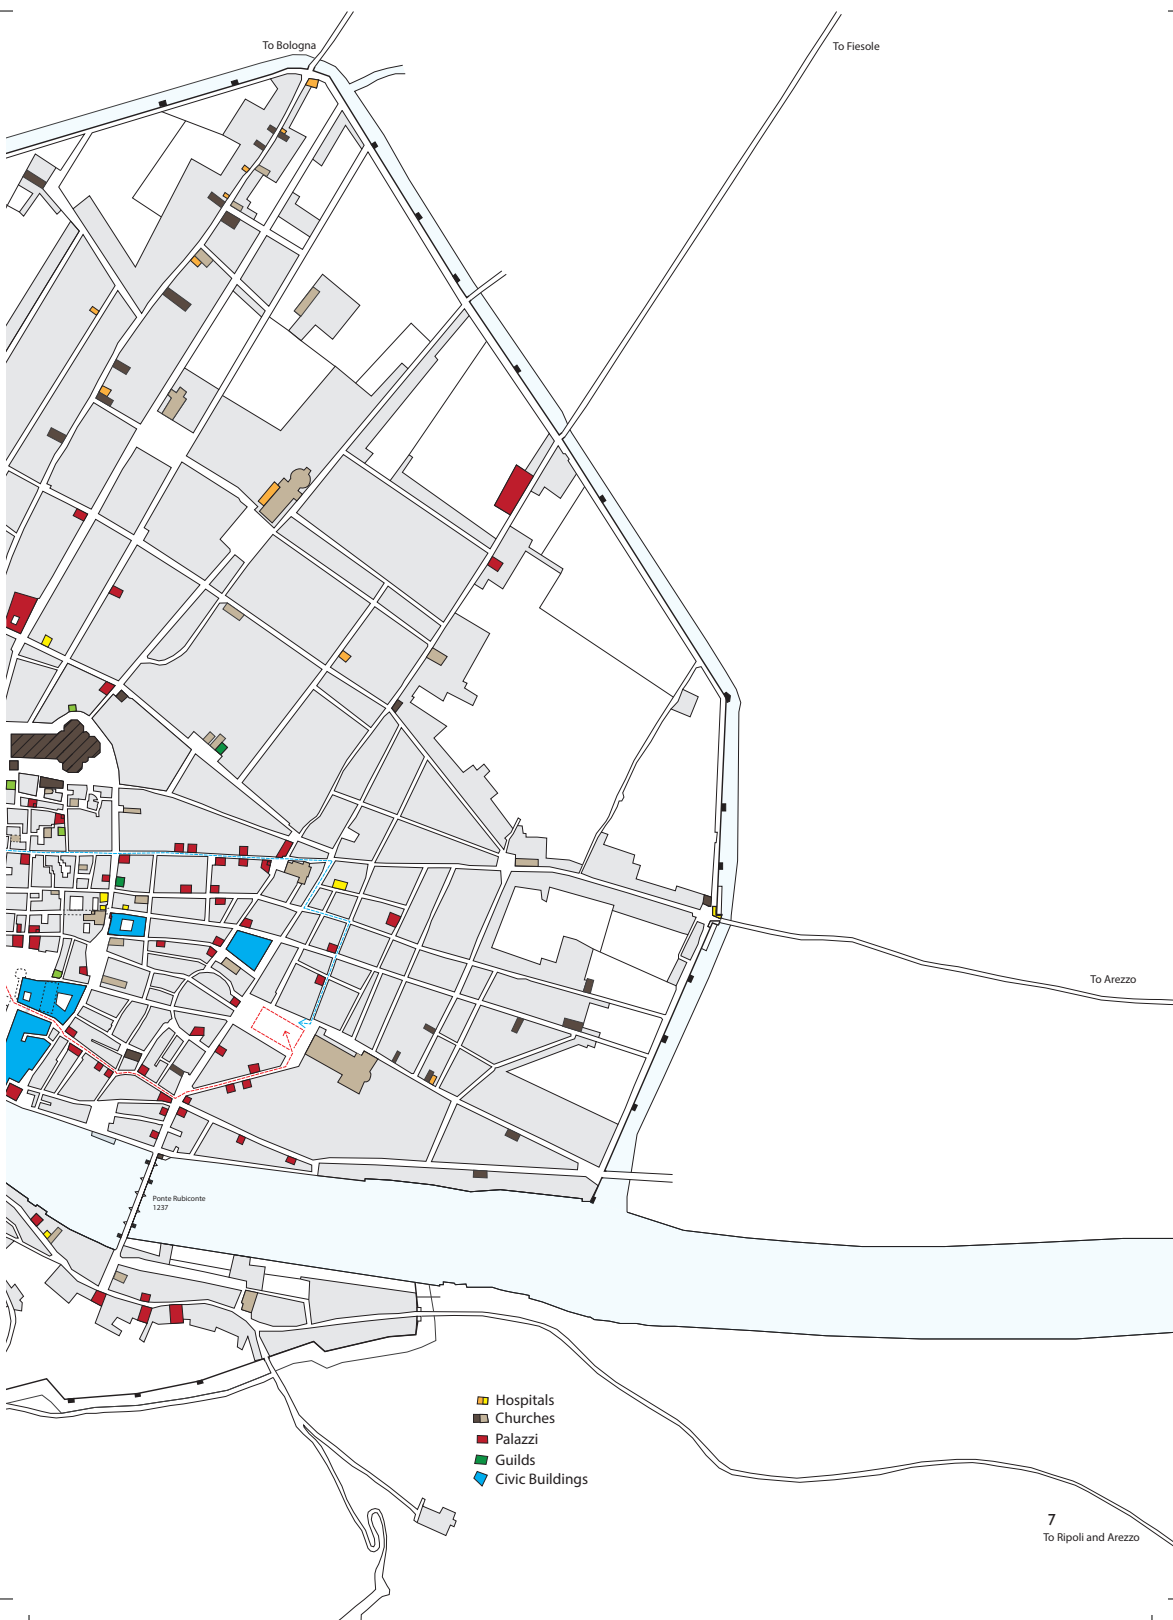 To Bologna
To Fiesole
To Arezzo
Ponte Rubiconte
1237
Hospitals
Churches
Palazzi
Guilds
Civic Buildings
7
To Ripoli and Arezzo